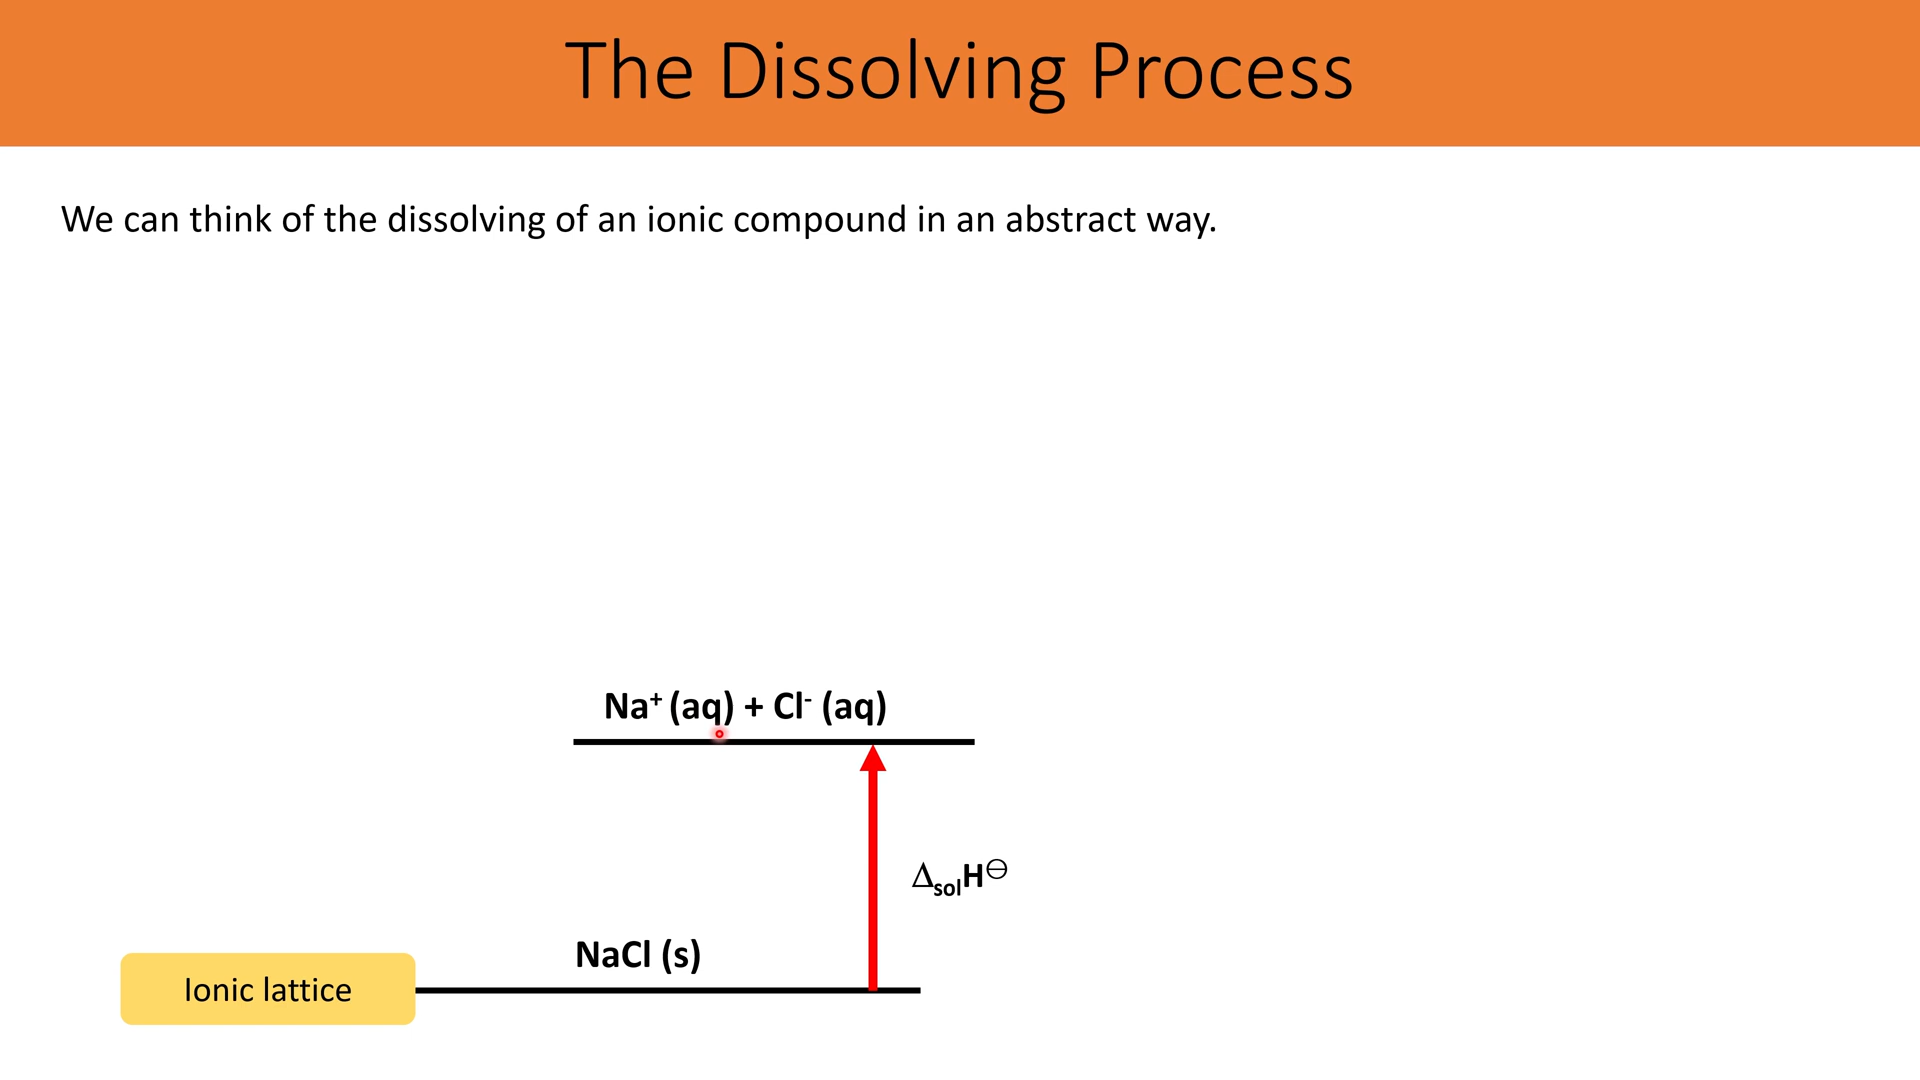 The Dissolving Process
We can think of the dissolving of an ionic compound in an abstract way.
Na⁺ (aq) + Cl⁻ (aq)
ΔsolH⊖
NaCl (s)
Ionic lattice